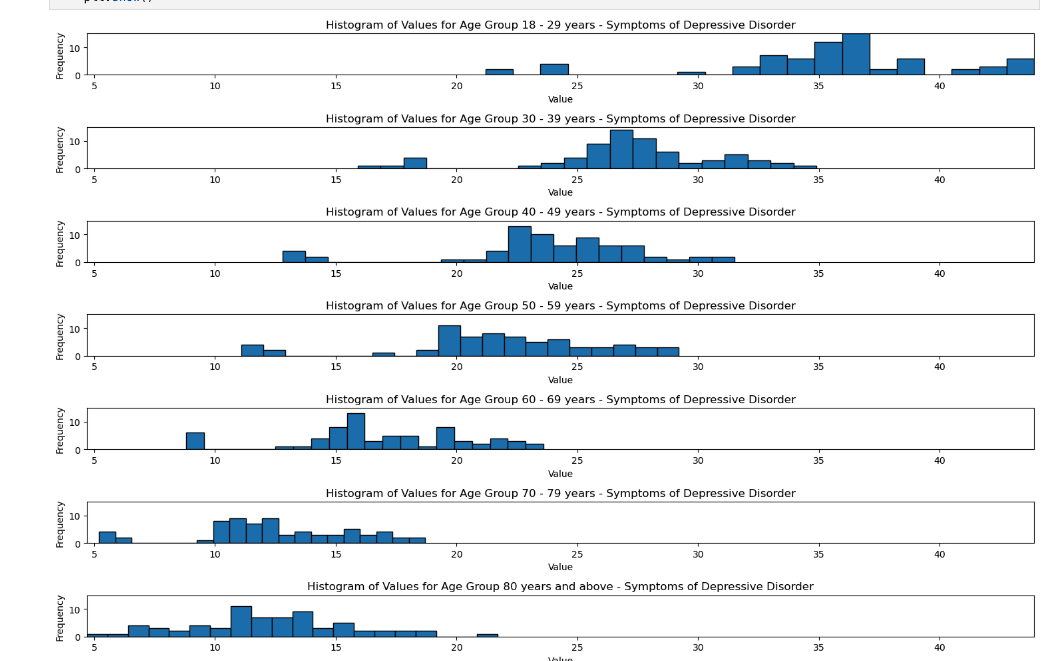 Histogram of Values for Age Group 18 - 29 years - Symptoms of Depressive Disorder
Frequency
10
0
5 10 15 20 25 30 35 40
Value
Histogram of Values for Age Group 30 - 39 years - Symptoms of Depressive Disorder
Frequency
10
0
5 10 15 20 25 30 35 40
Value
Histogram of Values for Age Group 40 - 49 years - Symptoms of Depressive Disorder
Frequency
10
0
5 10 15 20 25 30 35 40
Value
Histogram of Values for Age Group 50 - 59 years - Symptoms of Depressive Disorder
Frequency
10
0
5 10 15 20 25 30 35 40
Value
Histogram of Values for Age Group 60 - 69 years - Symptoms of Depressive Disorder
Frequency
10
0
5 10 15 20 25 30 35 40
Value
Histogram of Values for Age Group 70 - 79 years - Symptoms of Depressive Disorder
Frequency
10
0
5 10 15 20 25 30 35 40
Value
Histogram of Values for Age Group 80 years and above - Symptoms of Depressive Disorder
Frequency
10
0
5 10 15 20 25 30 35 40
Value